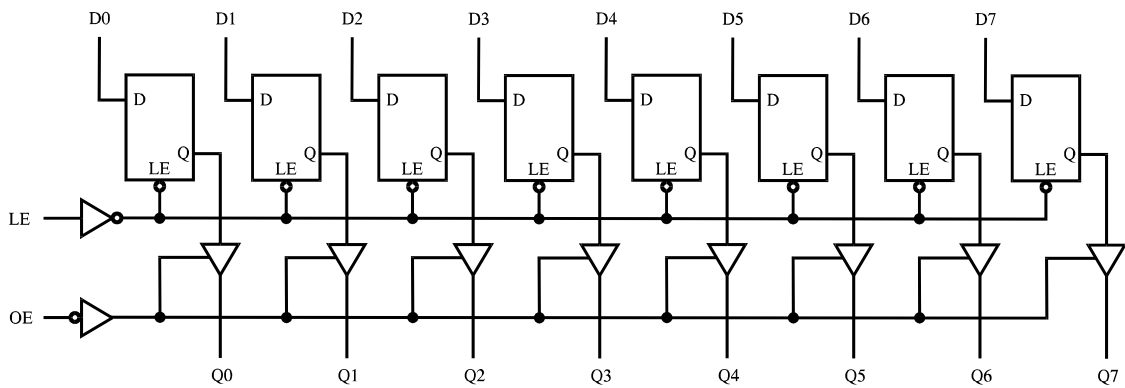 D0 D1 D2 D3 D4 D5 D6 D7
D D D D D D D D
Q Q Q Q Q Q Q Q
LE LE LE LE LE LE LE LE
LE
OE
Q0 Q1 Q2 Q3 Q4 Q5 Q6 Q7